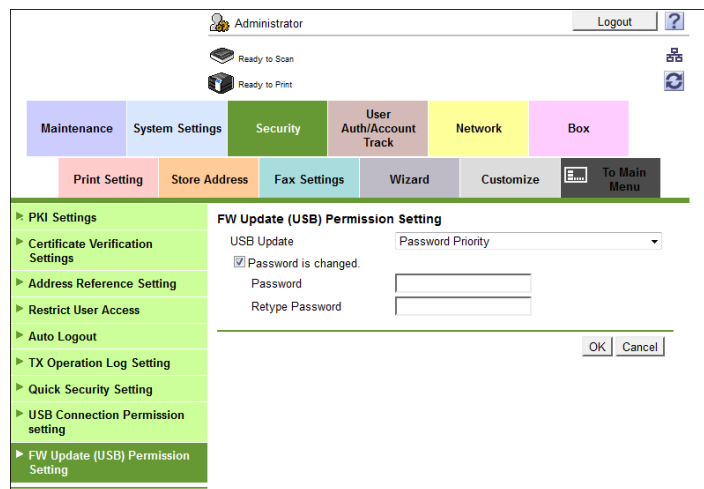 Administrator
Logout
?
Ready to Scan
Ready to Print
Maintenance
System Settings
Security
User
Auth/Account
Track
Network
Box
Print Setting
Store Address
Fax Settings
Wizard
Customize
To Main
Menu
PKI Settings
Certificate Verification
Settings
Address Reference Setting
Restrict User Access
Auto Logout
TX Operation Log Setting
Quick Security Setting
USB Connection Permission
setting
FW Update (USB) Permission
Setting
FW Update (USB) Permission Setting
USB Update
Password Priority
Password is changed.
Password
Retype Password
OK
Cancel